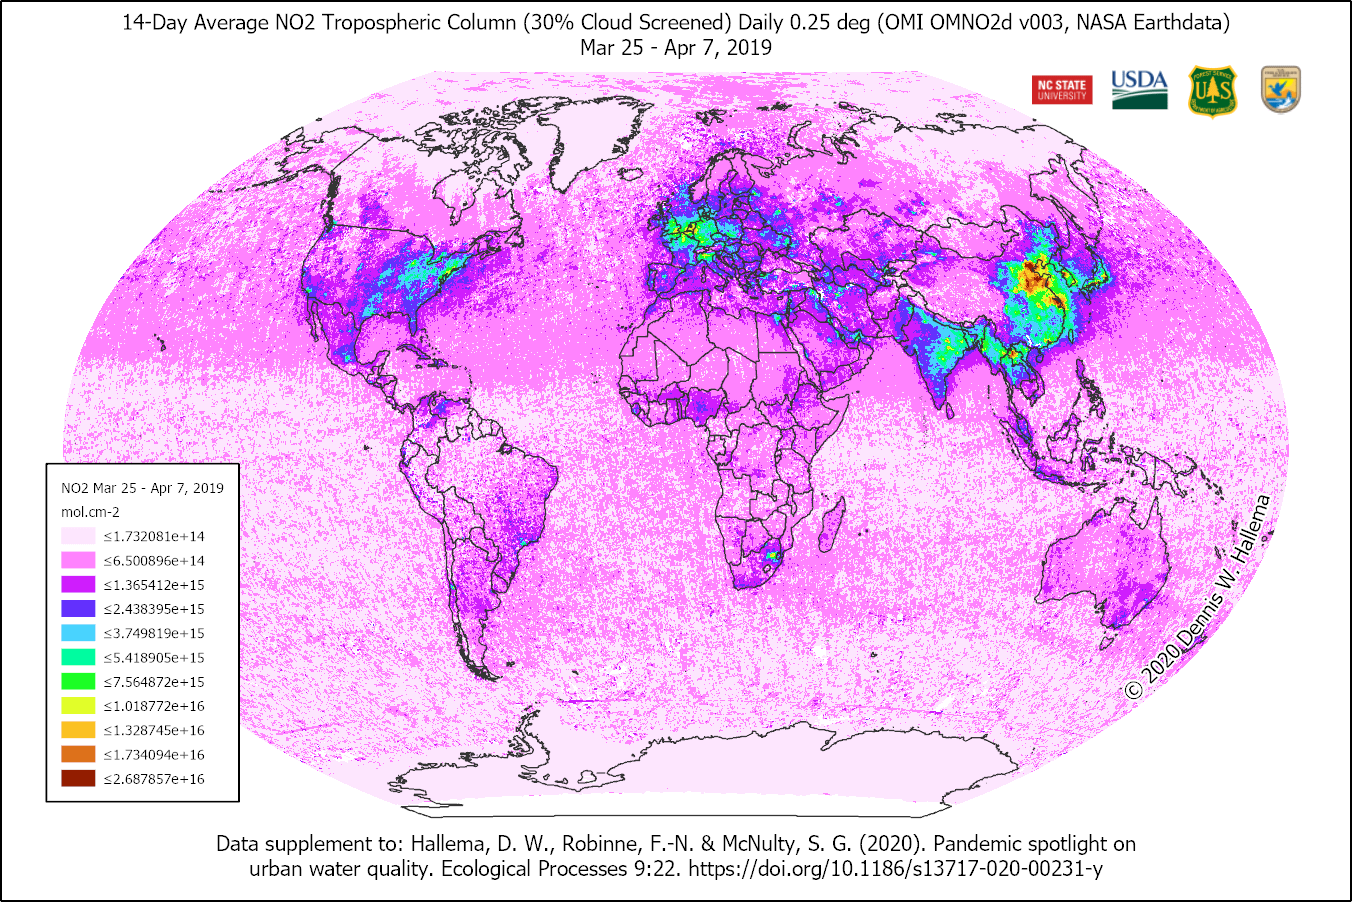 14-Day Average NO2 Tropospheric Column (30% Cloud Screened) Daily 0.25 deg (OMI OMNO2d v003, NASA Earthdata)
Mar 25 - Apr 7, 2019
NC STATE
UNIVERSITY
USDA
FOREST SERVICE
UAS
DEPARTMENT OF AGRICULTURE
NO2 Mar 25 - Apr 7, 2019
mol.cm-2
≤1.732081e+14
≤6.500896e+14
≤1.365412e+15
≤2.438395e+15
≤3.749819e+15
≤5.418905e+15
≤7.564872e+15
≤1.018772e+16
≤1.328745e+16
≤1.734094e+16
≤2.687857e+16
© 2020 Dennis W. Hallema
Data supplement to: Hallema, D. W., Robinne, F.-N. & McNulty, S. G. (2020). Pandemic spotlight on
urban water quality. Ecological Processes 9:22. https://doi.org/10.1186/s13717-020-00231-y